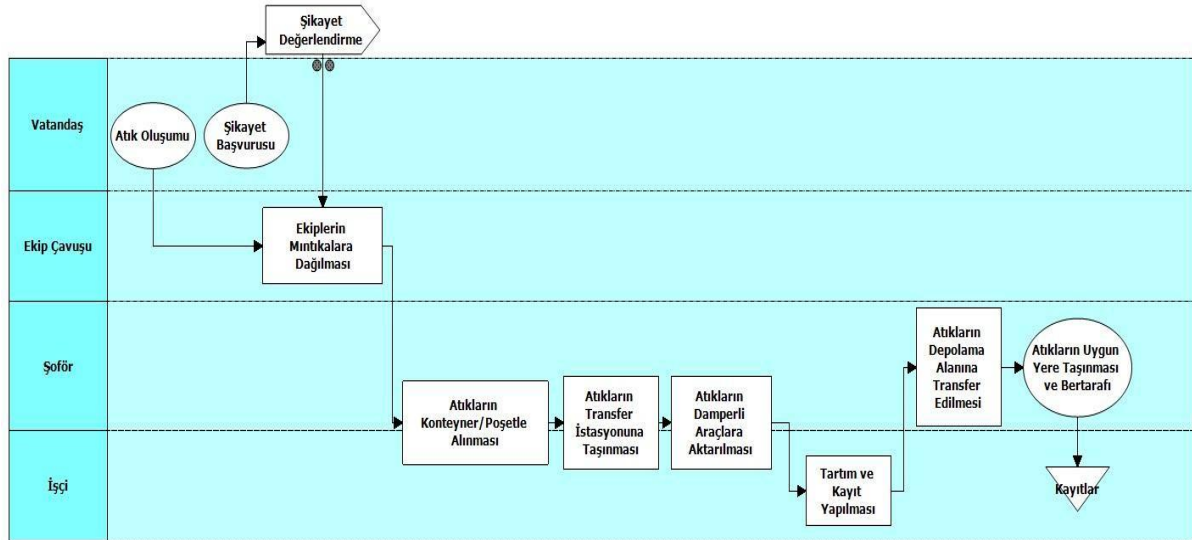 Şikayet
Değerlendirme
Vatandaş
Atık Oluşumu
Şikayet
Başvurusu
Ekip Çavuşu
Ekiplerin
Mıntıkalara
Dağılması
Şoför
Atıkların
Konteyner/Poşetle
Alınması
Atıkların
Transfer
İstasyonuna
Taşınması
Atıkların
Damperli
Araçlara
Aktarılması
Atıkların
Depolama
Alanına
Transfer
Edilmesi
Atıkların Uygun
Yere Taşınması
ve Bertarafı
İşçi
Tartım ve
Kayıt
Yapılması
Kayıtlar